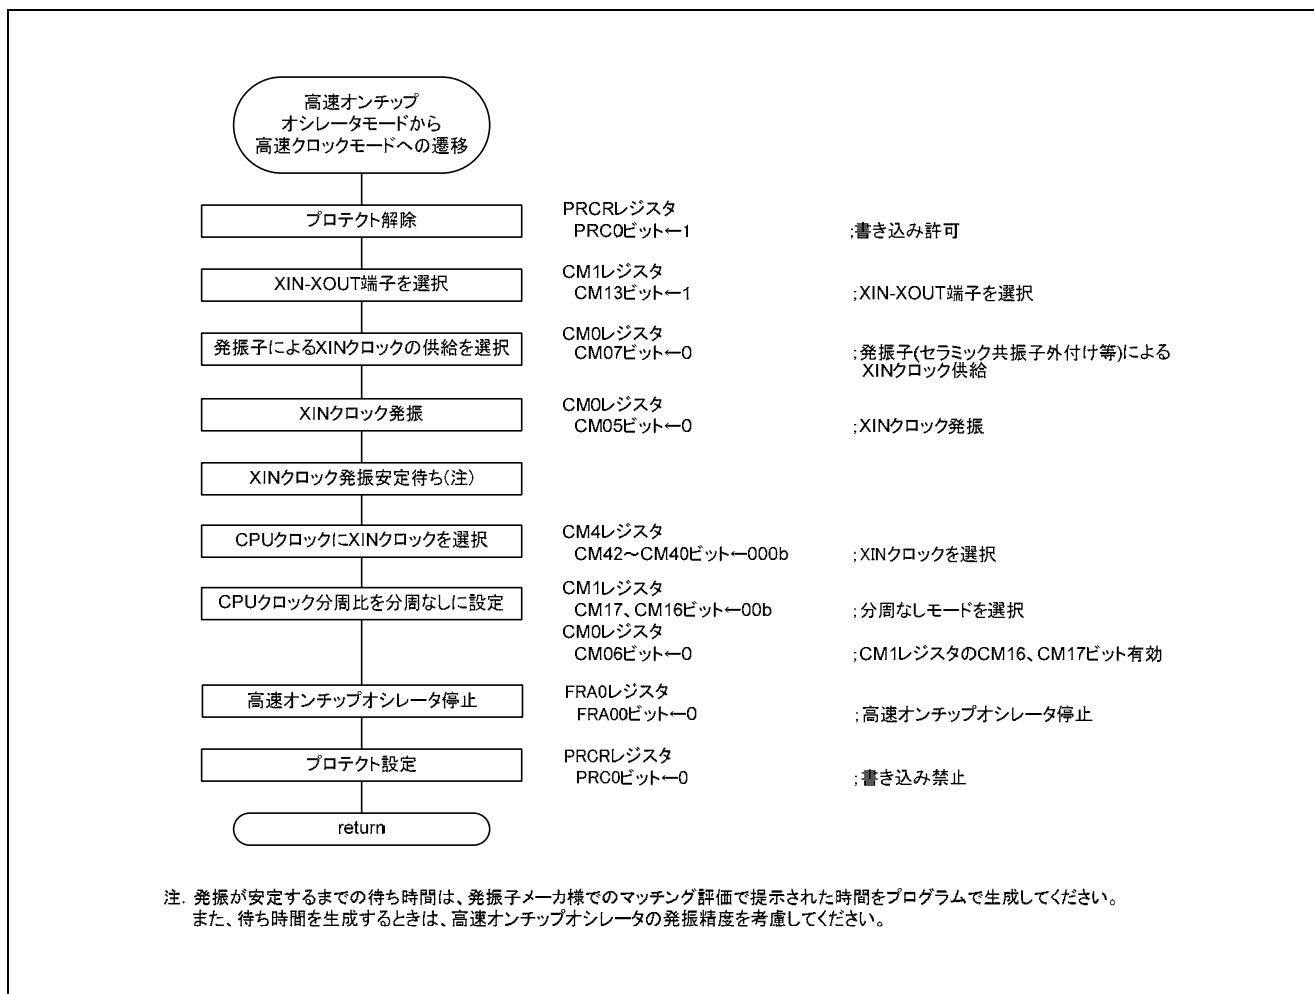 高速オンチップ
オシレータモードから
高速クロックモードへの遷移
プロテクト解除
PRCRレジスタ
PRC0ビット←1 ;書き込み許可
XIN-XOUT端子を選択
CM1レジスタ
CM13ビット←1 ;XIN-XOUT端子を選択
発振子によるXINクロックの供給を選択
CM0レジスタ
CM07ビット←0 ;発振子(セラミック共振子外付け等)による
XINクロック供給
XINクロック発振
CM0レジスタ
CM05ビット←0 ;XINクロック発振
XINクロック発振安定待ち(注)
CPUクロックにXINクロックを選択
CM4レジスタ
CM42～CM40ビット←000b ;XINクロックを選択
CPUクロック分周比を分周なしに設定
CM1レジスタ
CM17、CM16ビット←00b ;分周なしモードを選択
CM0レジスタ
CM06ビット←0 ;CM1レジスタのCM16、CM17ビット有効
高速オンチップオシレータ停止
FRA0レジスタ
FRA00ビット←0 ;高速オンチップオシレータ停止
プロテクト設定
PRCRレジスタ
PRC0ビット←0 ;書き込み禁止
return
注. 発振が安定するまでの待ち時間は、発振子メーカ様でのマッチング評価で提示された時間をプログラムで生成してください。
また、待ち時間を生成するときは、高速オンチップオシレータの発振精度を考慮してください。